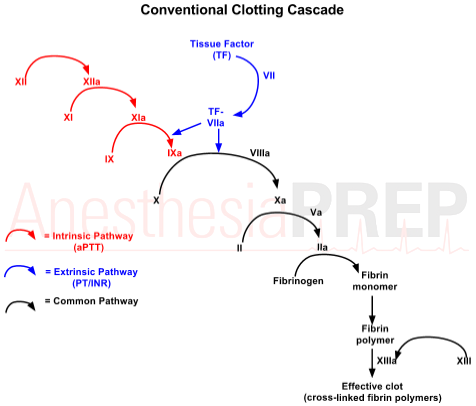 Conventional Clotting Cascade
Tissue Factor
(TF)
VII
XII
XIIa
XI
XIa
TF-
VIIa
IX
IXa
VIIIa
X
Xa
AnesthesiaPREP
Va
II
IIa
= Intrinsic Pathway
(aPTT)
= Extrinsic Pathway
(PT/INR)
= Common Pathway
Fibrinogen
Fibrin
monomer
Fibrin
polymer
XIIIa
XIII
Effective clot
(cross-linked fibrin polymers)